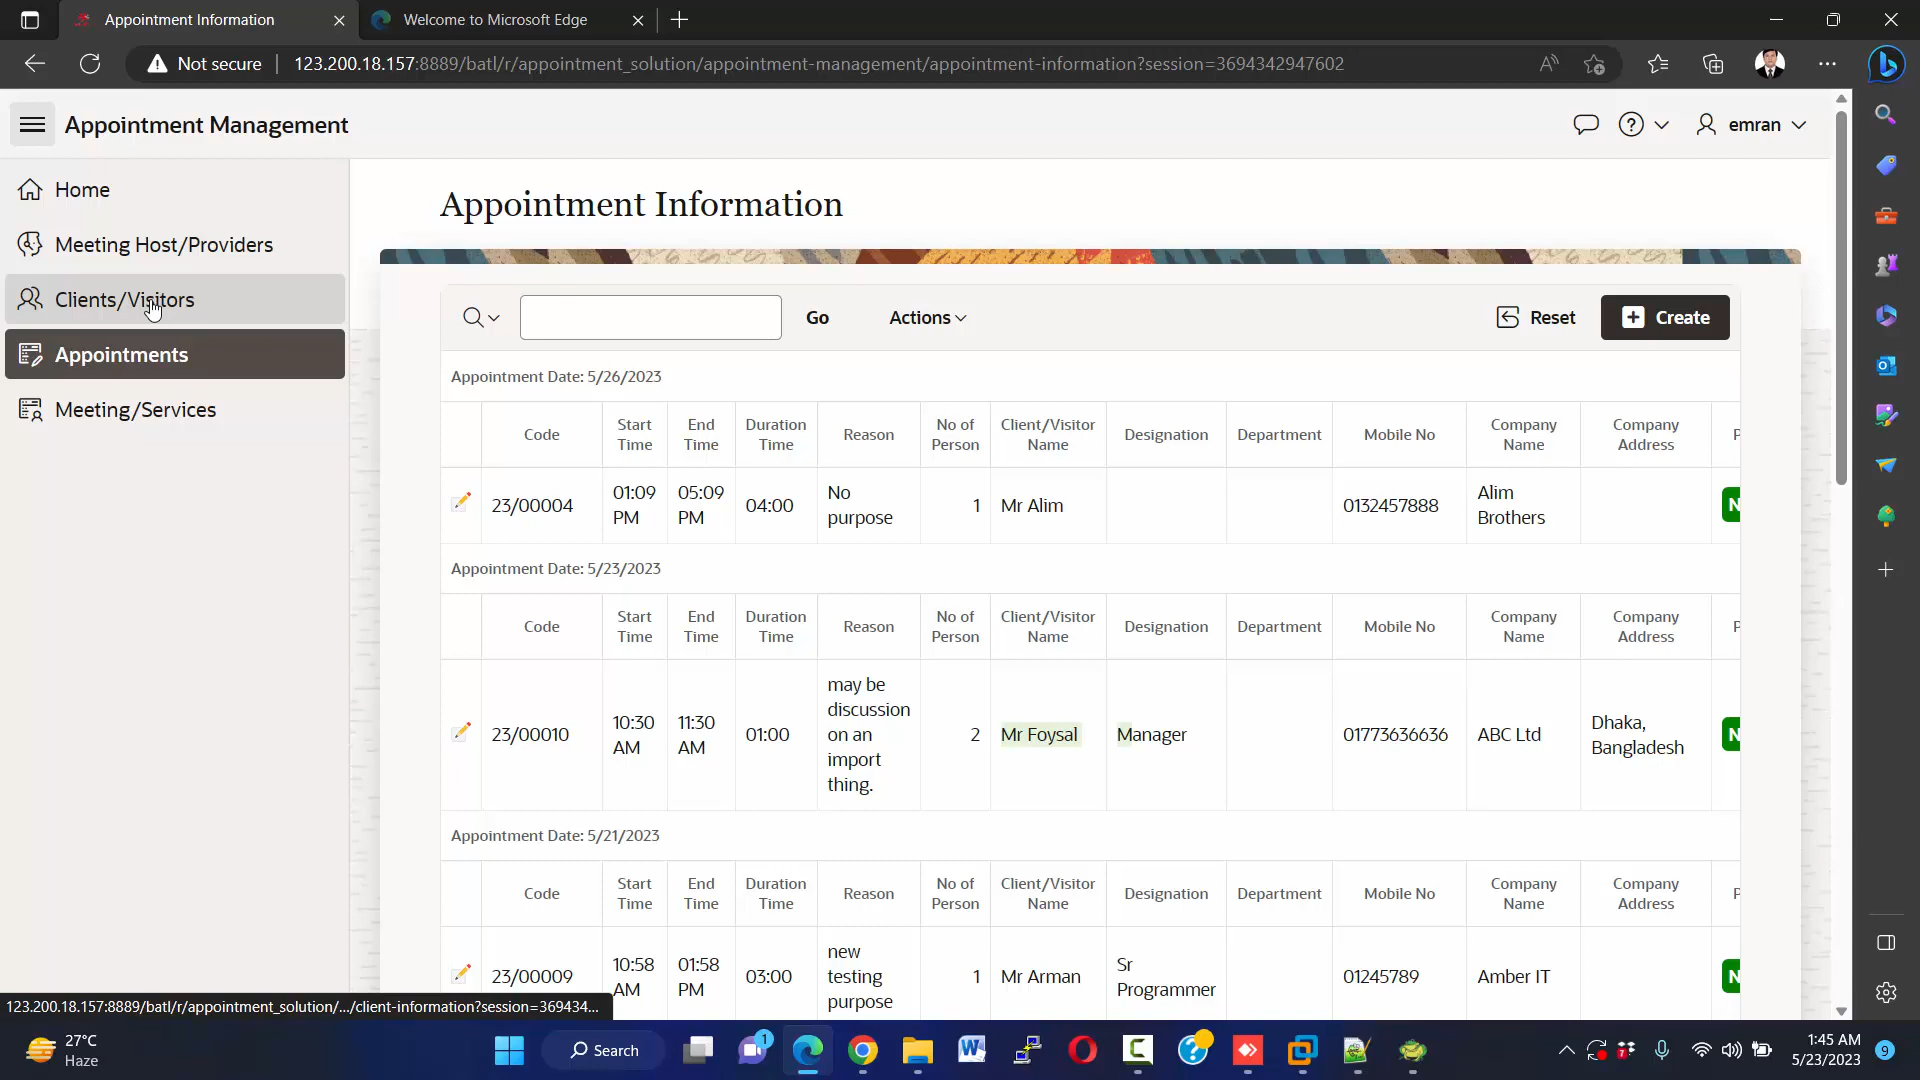 Appointment Information
Welcome to Microsoft Edge
Not secure
123.200.18.157:8889/batl/r/appointment_solution/appointment-management/appointment-information?session=3694342947602
Appointment Management
emran
Home
Meeting Host/Providers
Clients/Visitors
Appointments
Meeting/Services
Appointment Information
Go
Actions
Reset
Create
Appointment Date: 5/26/2023
Code
Start
Time
End
Time
Duration
Time
Reason
No of
Person
Client/Visitor
Name
Designation
Department
Mobile No
Company
Name
Company
Address
P
23/00004
01:09
PM
05:09
PM
04:00
No
purpose
1
Mr Alim
0132457888
Alim
Brothers
N
Appointment Date: 5/23/2023
Code
Start
Time
End
Time
Duration
Time
Reason
No of
Person
Client/Visitor
Name
Designation
Department
Mobile No
Company
Name
Company
Address
P
23/00010
10:30
AM
11:30
AM
01:00
may be
discussion
on an
import
thing.
2
Mr Foysal
Manager
01773636636
ABC Ltd
Dhaka,
Bangladesh
N
Appointment Date: 5/21/2023
Code
Start
Time
End
Time
Duration
Time
Reason
No of
Person
Client/Visitor
Name
Designation
Department
Mobile No
Company
Name
Company
Address
P
23/00009
10:58
AM
01:58
PM
03:00
new
testing
purpose
1
Mr Arman
Sr
Programmer
01245789
Amber IT
N
123.200.18.157:8889/batl/r/appointment_solution/.../client-information?session=369434...
27°C
Haze
Search
1
7
1:45 AM
5/23/2023
9